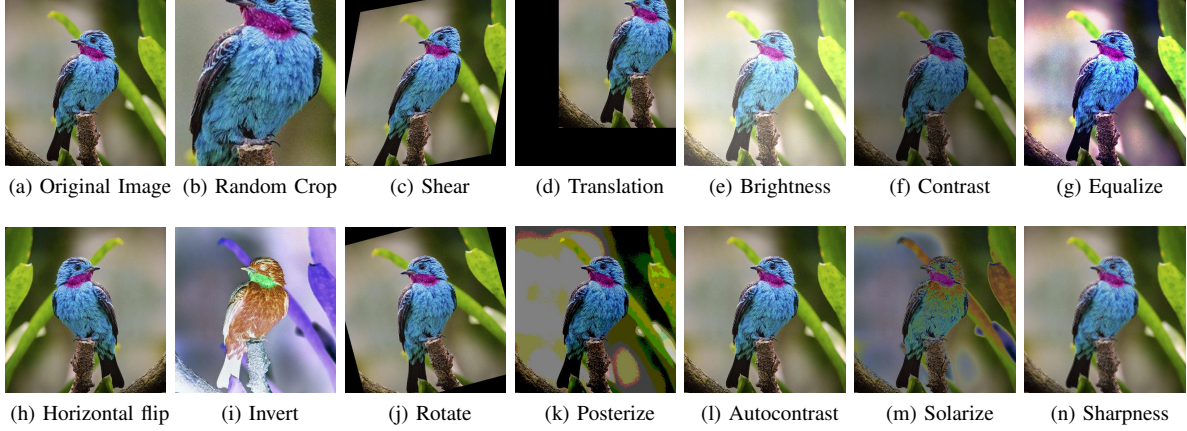 (a) Original Image (b) Random Crop (c) Shear (d) Translation (e) Brightness (f) Contrast (g) Equalize
(h) Horizontal flip (i) Invert (j) Rotate (k) Posterize (l) Autocontrast (m) Solarize (n) Sharpness